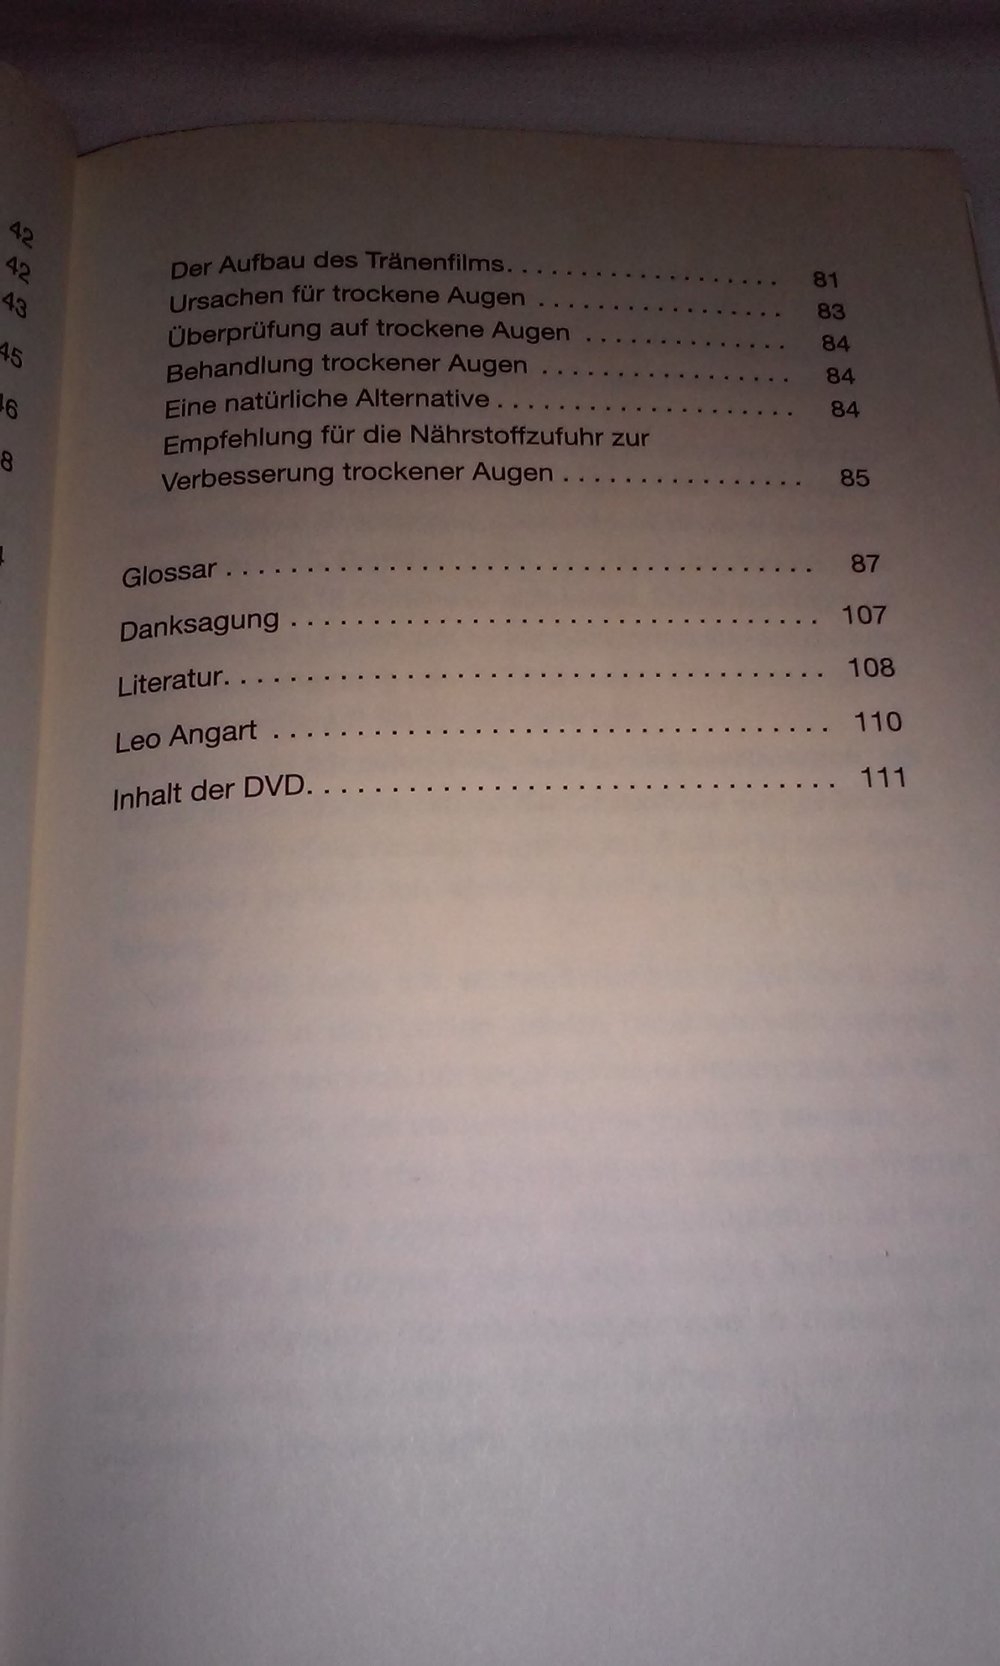 42
42
43
45
46
8
Der Aufbau des Tränenfilms. . . . . . . . . . . . . . . . . . . 81
Ursachen für trockene Augen . . . . . . . . . . . . . . . . . 83
Überprüfung auf trockene Augen . . . . . . . . . . . . . . 84
Behandlung trockener Augen . . . . . . . . . . . . . . . . . 84
Eine natürliche Alternative . . . . . . . . . . . . . . . . . . . . 84
Empfehlung für die Nährstoffzufuhr zur
Verbesserung trockener Augen . . . . . . . . . . . . . . . . 85
Glossar . . . . . . . . . . . . . . . . . . . . . . . . . . . . . . . . . . . . 87
Danksagung . . . . . . . . . . . . . . . . . . . . . . . . . . . . . . . . 107
Literatur. . . . . . . . . . . . . . . . . . . . . . . . . . . . . . . . . . . . 108
Leo Angart . . . . . . . . . . . . . . . . . . . . . . . . . . . . . . . . . 110
Inhalt der DVD. . . . . . . . . . . . . . . . . . . . . . . . . . . . . . . 111